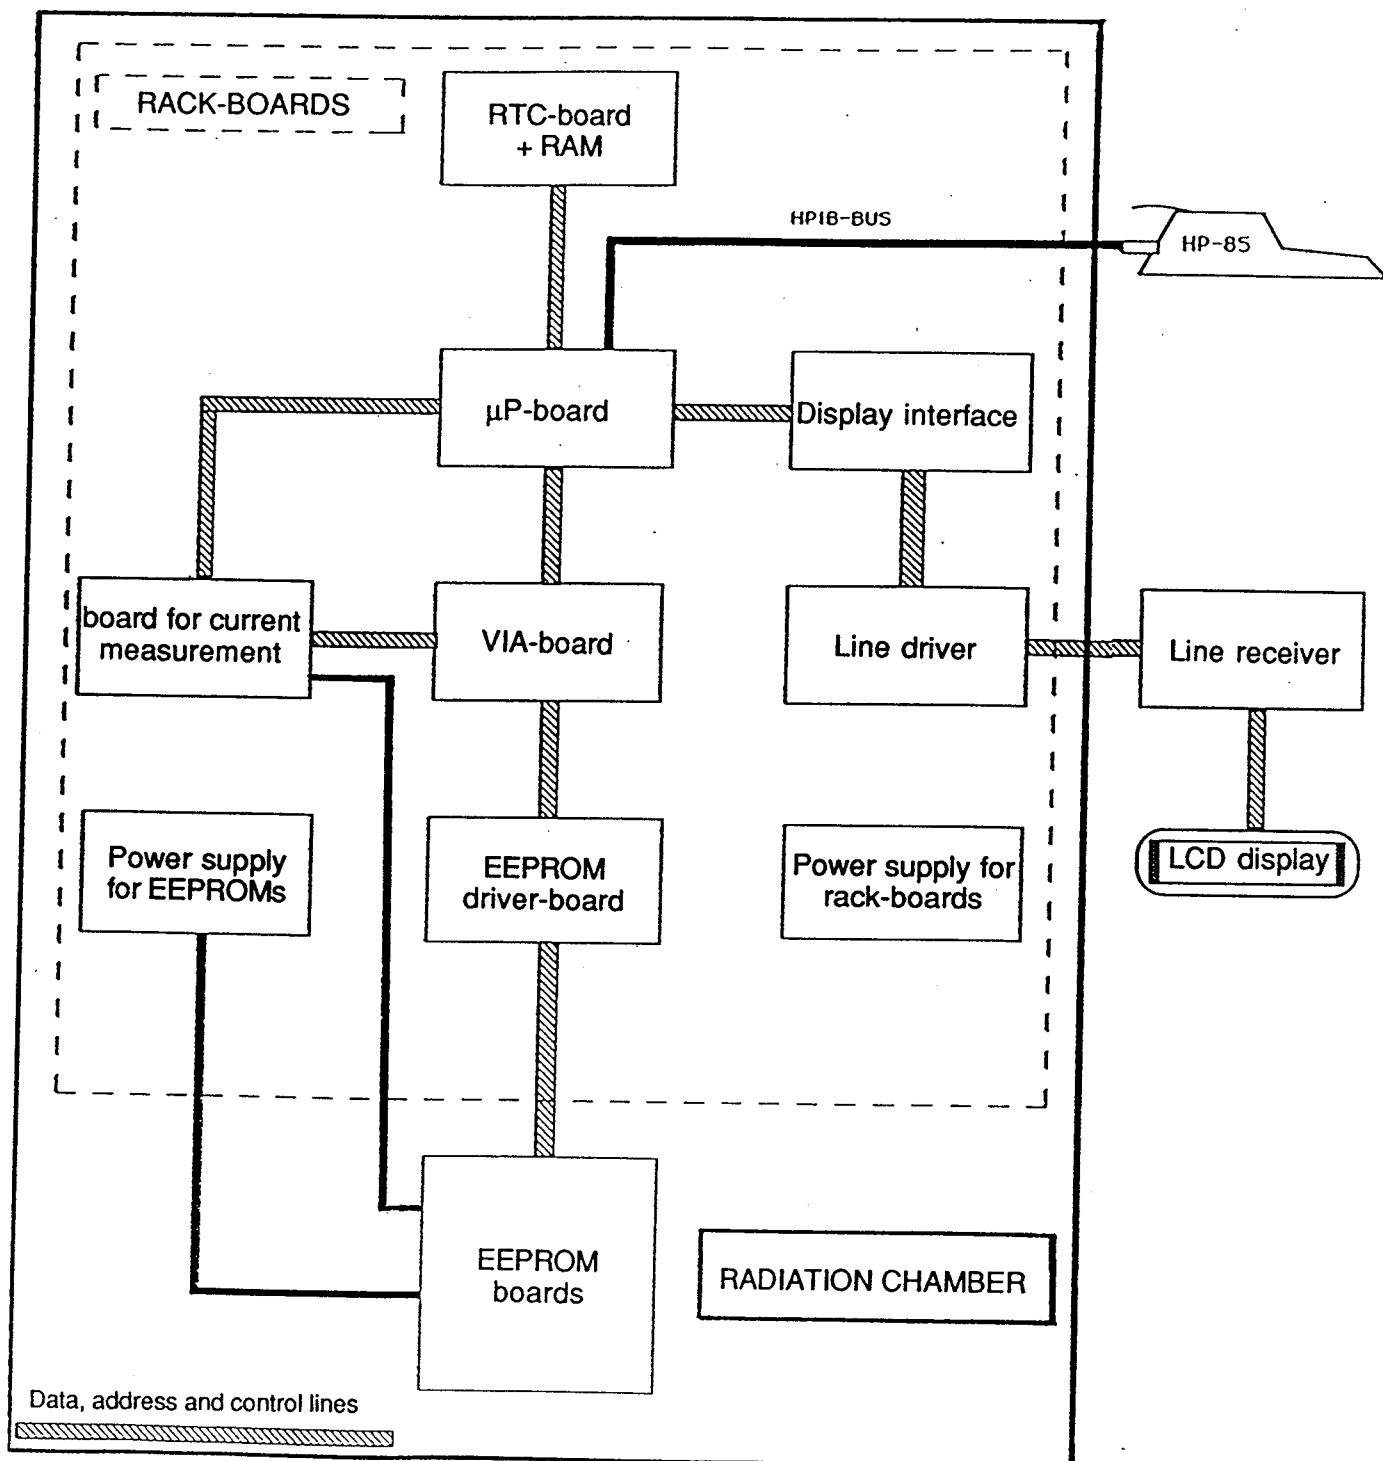 RACK-BOARDS
RTC-board
+ RAM
HPIB-BUS
HP-85
µP-board
Display interface
board for current
measurement
VIA-board
Line driver
Line receiver
Power supply
for EEPROMs
EEPROM
driver-board
Power supply for
rack-boards
LCD display
EEPROM
boards
RADIATION CHAMBER
Data, address and control lines